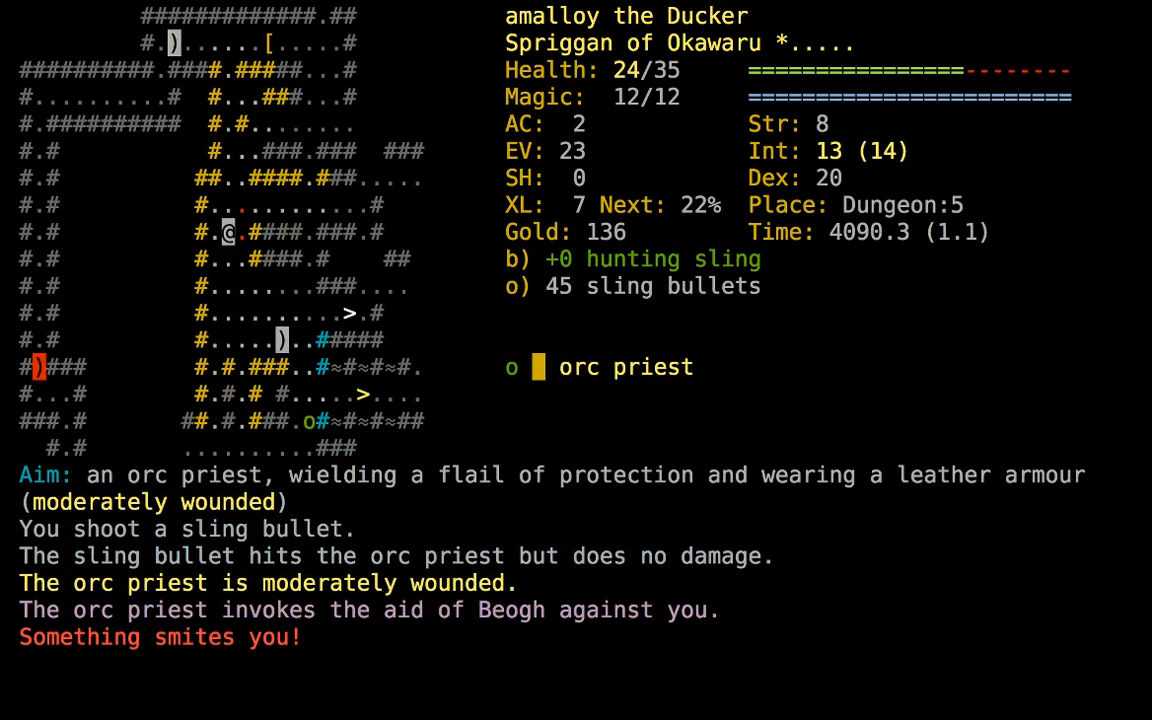 #############.##
amalloy the Ducker
#.)......[.....#
Spriggan of Okawaru *.....
##########.###.#####...#
Health: 24/35 ================--------
#..........# #...###...#
Magic: 12/12 ========================
#.########## #.#........
AC: 2 Str: 8
#.# #...###.### ###
EV: 23 Int: 13 (14)
#.# ##..####.###.....
SH: 0 Dex: 20
#.# #............#
XL: 7 Next: 22% Place: Dungeon:5
#.# #.@.#####.###.#
Gold: 136 Time: 4090.3 (1.1)
#.# #...####.# ##
b) +0 hunting sling
#.# #........###....
o) 45 sling bullets
#.# #..........>.#
#.# #.....)..#####
#)### #.#.###..#≈#≈#≈#.
o orc priest
#...# #.#.# #.....>....
###.# ##.#.###.o#≈#≈#≈##
#.# ..........###
Aim: an orc priest, wielding a flail of protection and wearing a leather armour
(moderately wounded)
You shoot a sling bullet.
The sling bullet hits the orc priest but does no damage.
The orc priest is moderately wounded.
The orc priest invokes the aid of Beogh against you.
Something smites you!